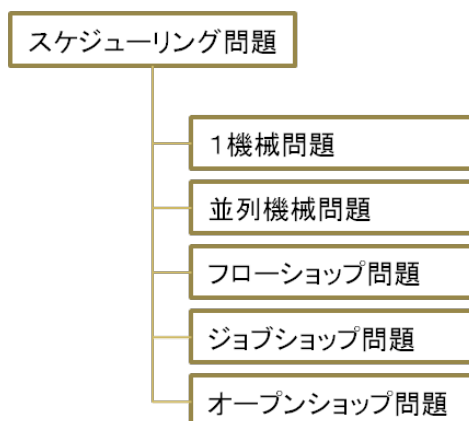 スケジューリング問題
１機械問題
並列機械問題
フローショップ問題
ジョブショップ問題
オープンショップ問題